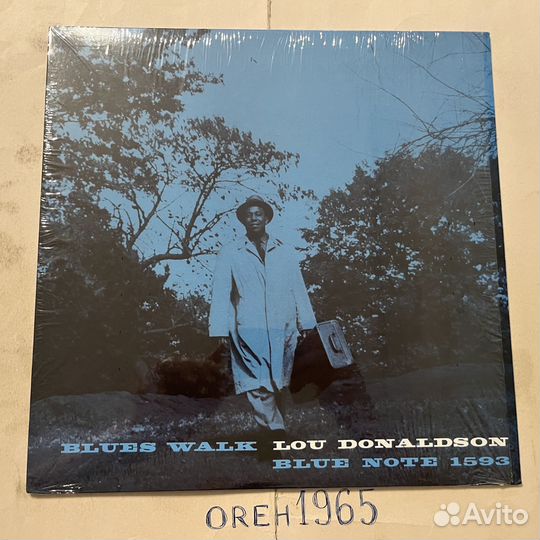 BLUES WALK LOU DONALDSON
BLUE NOTE 1593
OREH1965
Avito